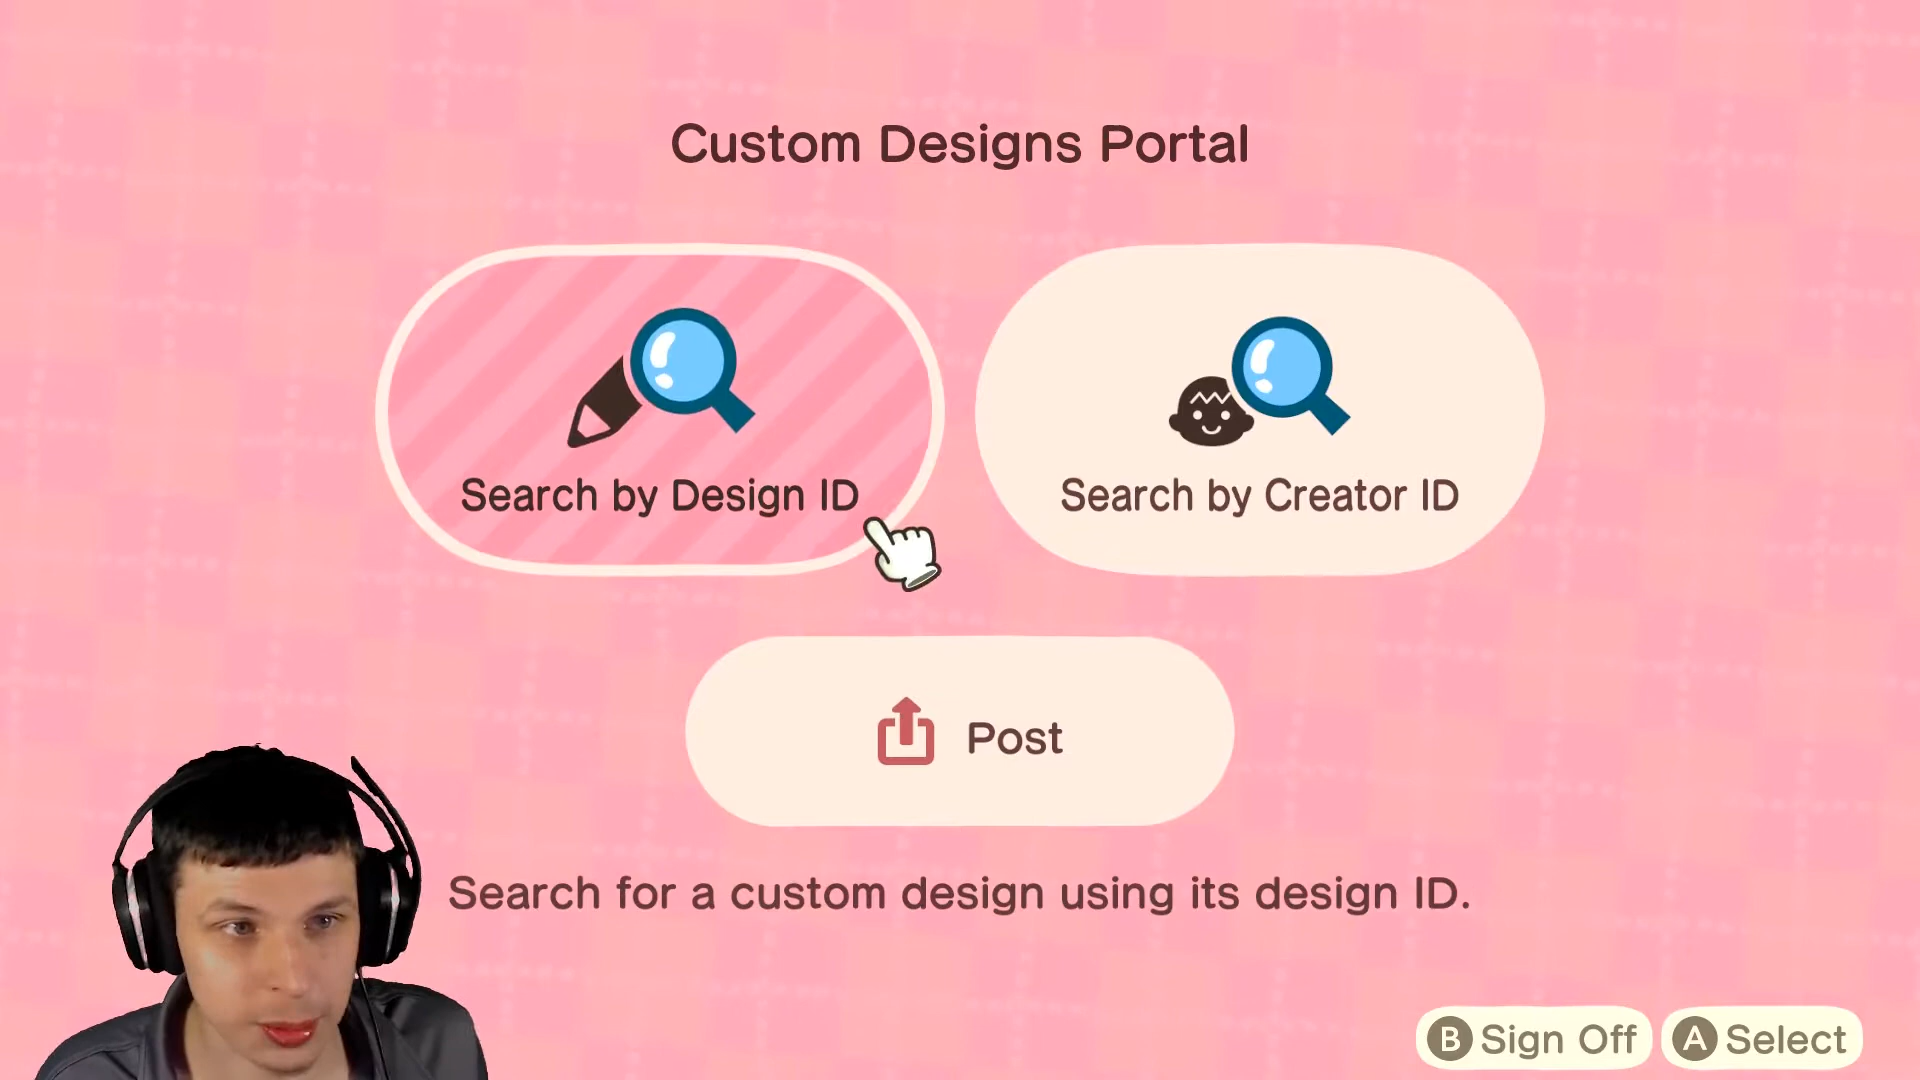 Custom Designs Portal
Search by Design ID
Search by Creator ID
Post
Search for a custom design using its design ID.
B Sign Off
A Select